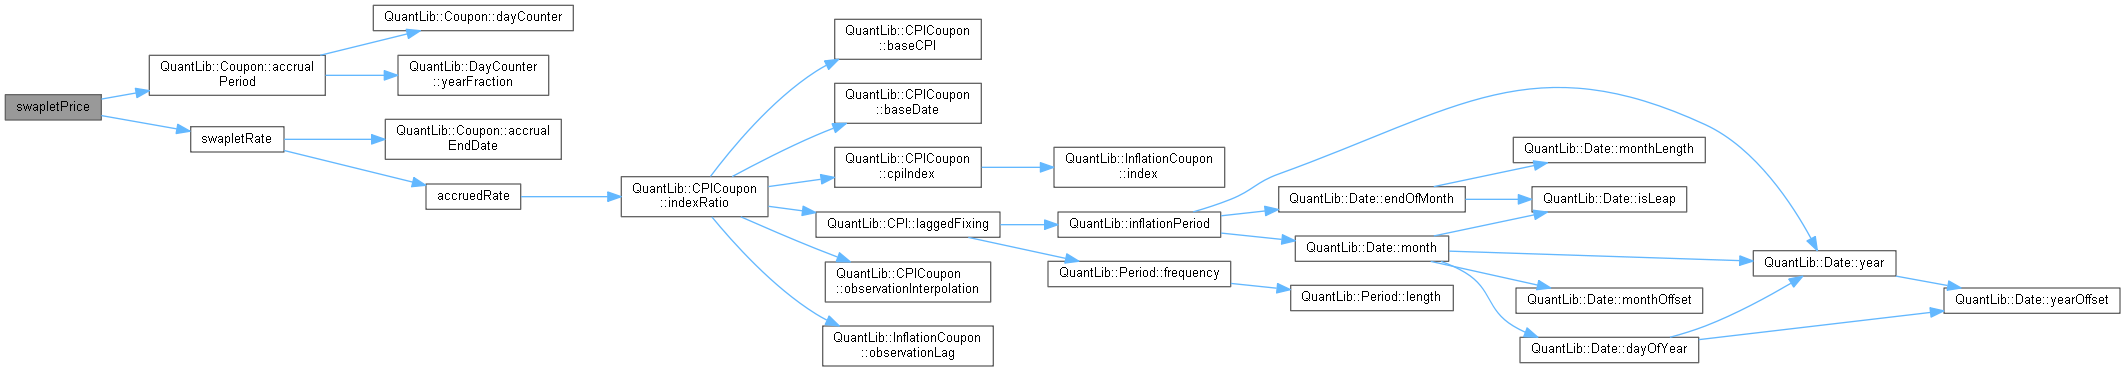 swapletPrice
QuantLib::Coupon::accrual
Period
QuantLib::Coupon::dayCounter
QuantLib::DayCounter
::yearFraction
swapletRate
QuantLib::Coupon::accrual
EndDate
accruedRate
QuantLib::CPICoupon
::indexRatio
QuantLib::CPICoupon
::baseCPI
QuantLib::CPICoupon
::baseDate
QuantLib::CPICoupon
::cpiIndex
QuantLib::InflationCoupon
::index
QuantLib::CPI::laggedFixing
QuantLib::inflationPeriod
QuantLib::Period::frequency
QuantLib::Period::length
QuantLib::CPICoupon
::observationInterpolation
QuantLib::InflationCoupon
::observationLag
QuantLib::Date::endOfMonth
QuantLib::Date::month
QuantLib::Date::monthLength
QuantLib::Date::isLeap
QuantLib::Date::monthOffset
QuantLib::Date::dayOfYear
QuantLib::Date::year
QuantLib::Date::yearOffset